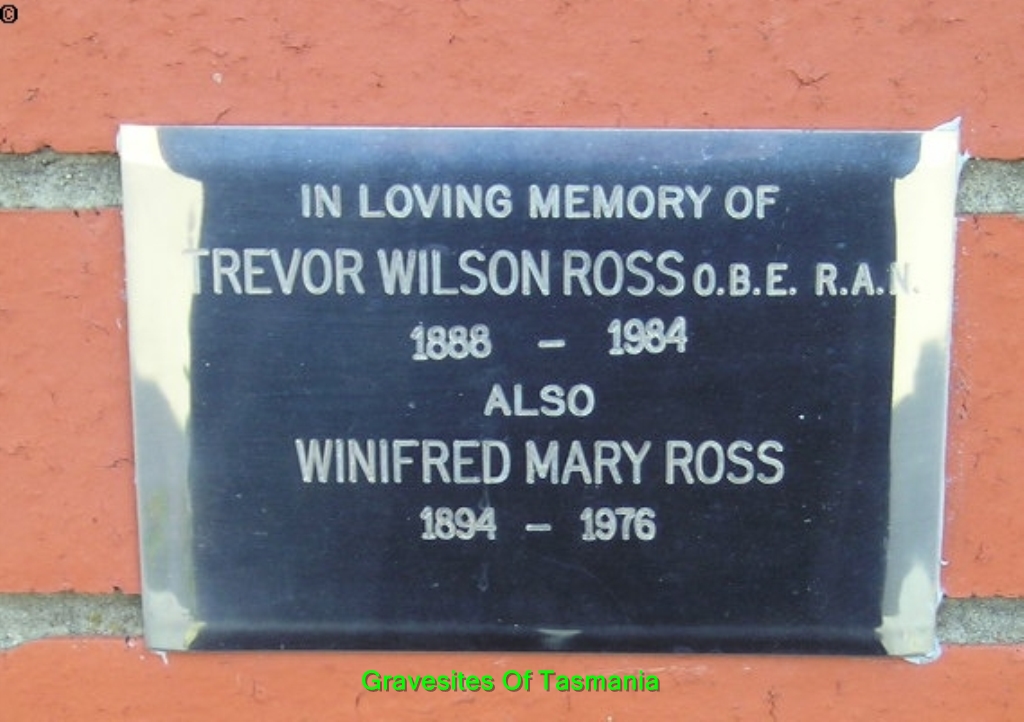 ©
IN LOVING MEMORY OF
TREVOR WILSON ROSS O.B.E. R.A.N.
1888 - 1984
ALSO
WINIFRED MARY ROSS
1894 - 1976
Gravesites Of Tasmania